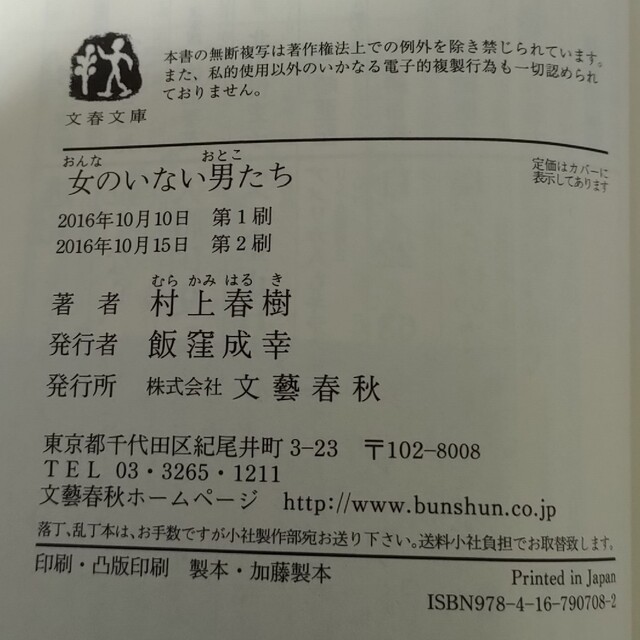 本書の無断複写は著作権法上での例外を除き禁じられています。
また、私的使用以外のいかなる電子的複製行為も一切認められ
ておりません。
文春文庫
おんな おとこ
女のいない男たち
定価はカバーに
表示してあります
2016年10月10日 第1刷
2016年10月15日 第2刷
むら かみ はる き
著 者 村上春樹
発行者 飯窪成幸
発行所 株式会社 文藝春秋
東京都千代田区紀尾井町 3-23 〒102-8008
TEL 03・3265・1211
文藝春秋ホームページ http://www.bunshun.co.jp
落丁、乱丁本は、お手数ですが小社製作部宛お送り下さい。送料小社負担でお取替致します。
印刷・凸版印刷 製本・加藤製本
Printed in Japan
ISBN978-4-16-790708-2